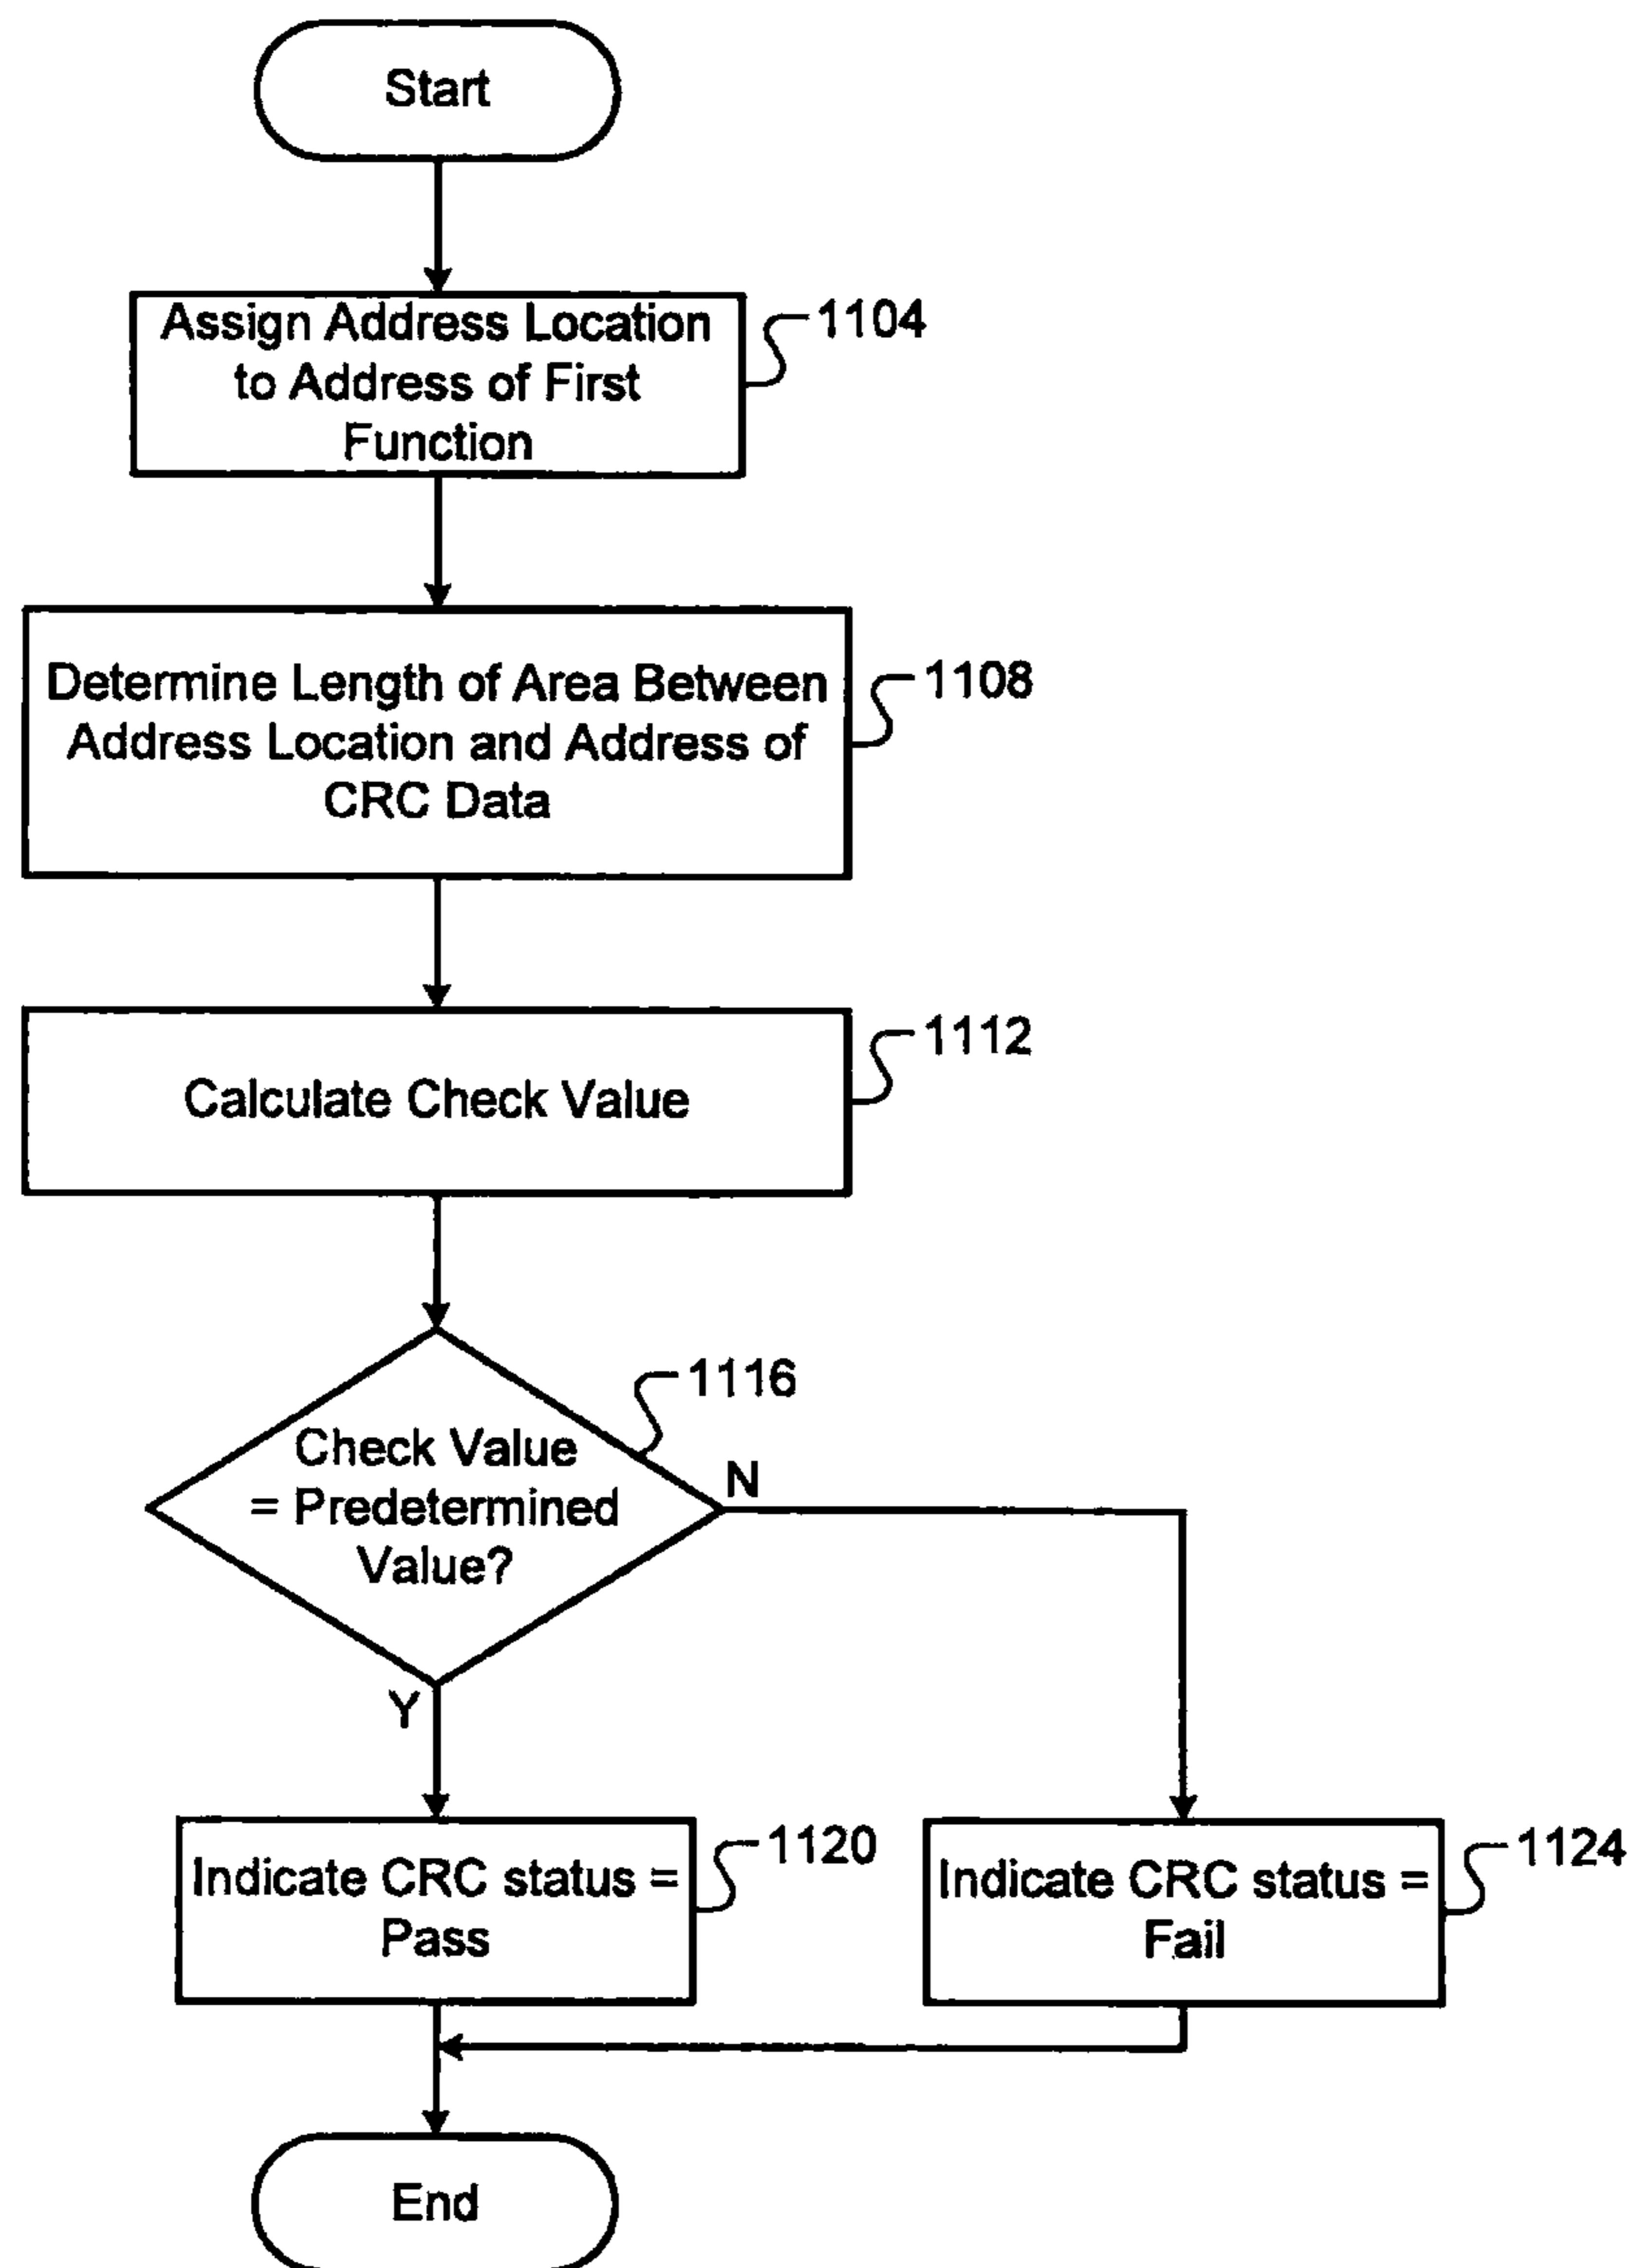 Start
Assign Address Location
to Address of First
Function
1104
Determine Length of Area Between
Address Location and Address of
CRC Data
1108
Calculate Check Value
1112
Check Value
= Predetermined
Value?
1116
N
Y
Indicate CRC status =
Pass
1120
Indicate CRC status =
Fail
1124
End